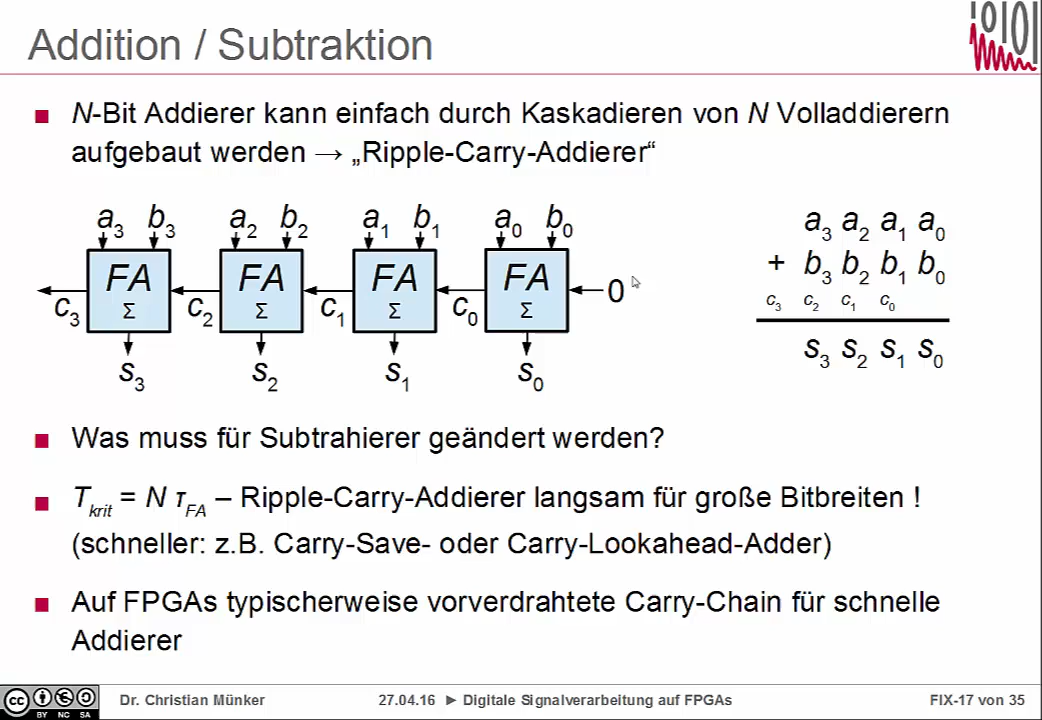 Addition / Subtraktion
N-Bit Addierer kann einfach durch Kaskadieren von N Volladdierern
aufgebaut werden → „Ripple-Carry-Addierer“
a3 b3 a2 b2 a1 b1 a0 b0
FA FA FA FA
Σ Σ Σ Σ
c3 c2 c1 c0 0
s3 s2 s1 s0
a3 a2 a1 a0
+ b3 b2 b1 b0
c3 c2 c1 c0
s3 s2 s1 s0
Was muss für Subtrahierer geändert werden?
Tkrit = N τFA – Ripple-Carry-Addierer langsam für große Bitbreiten !
(schneller: z.B. Carry-Save- oder Carry-Lookahead-Adder)
Auf FPGAs typischerweise vorverdrahtete Carry-Chain für schnelle
Addierer
cc BY NC SA
Dr. Christian Münker 27.04.16 ► Digitale Signalverarbeitung auf FPGAs FIX-17 von 35